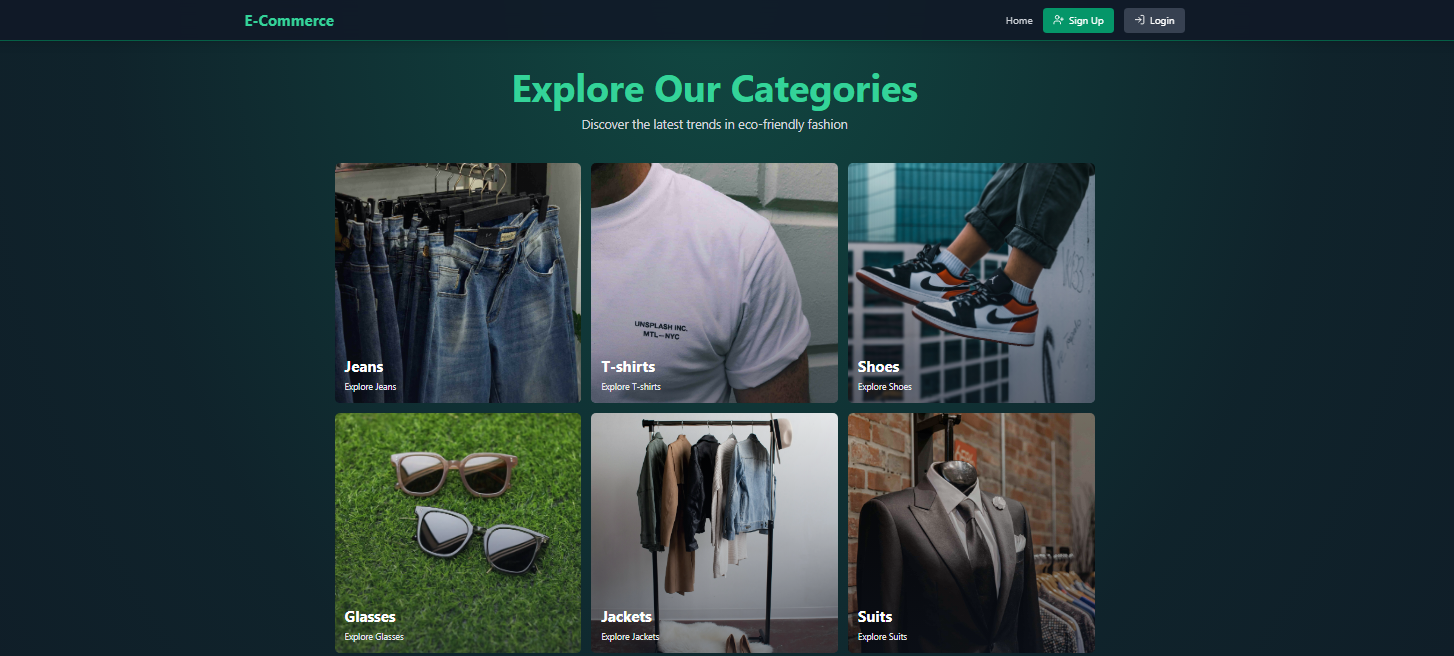 E-Commerce
Home
Sign Up
Login
Explore Our Categories
Discover the latest trends in eco-friendly fashion
UNSPLASH INC.
MTL—NYC
Jeans
Explore Jeans
T-shirts
Explore T-shirts
Shoes
Explore Shoes
Glasses
Explore Glasses
Jackets
Explore Jackets
Suits
Explore Suits